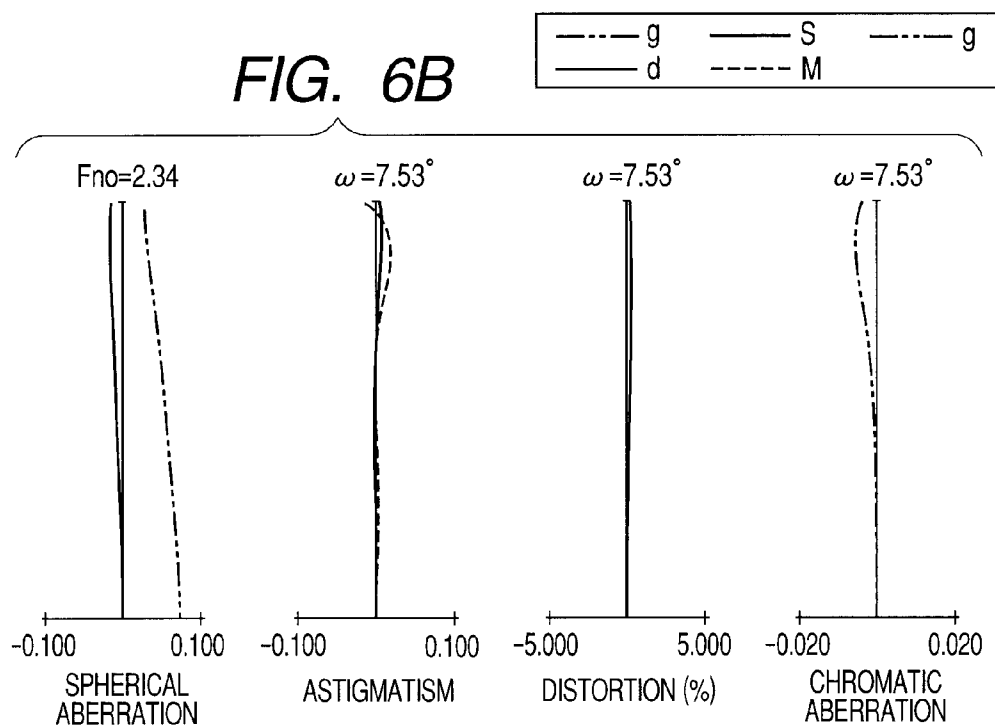 g S g
d M
FIG. 6B
Fno=2.34 ω=7.53° ω=7.53° ω=7.53°
-0.100 0.100 -0.100 0.100 -5.000 5.000 -0.020 0.020
SPHERICAL ABERRATION
ASTIGMATISM
DISTORTION (%)
CHROMATIC ABERRATION